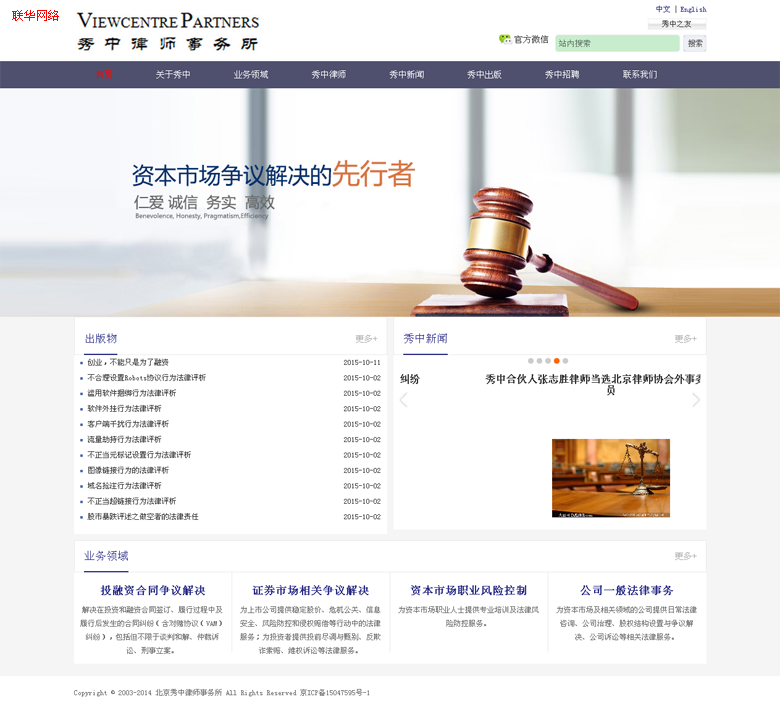 联华网络
VIEWCENTRE PARTNERS
秀中律师事务所
中文 | English
秀中之友
官方微信
站内搜索
搜索
首页 关于秀中 业务领域 秀中律师 秀中新闻 秀中出版 秀中招聘 联系我们
资本市场争议解决的先行者
仁爱 诚信 务实 高效
Benevolence, Honesty, Pragmatism,Efficiency
出版物 更多+
创业，不能只是为了融资 2015-10-11
不合理设置Robots协议行为法律评析 2015-10-02
滥用软件捆绑行为法律评析 2015-10-02
软件外挂行为法律评析 2015-10-02
客户端干扰行为法律评析 2015-10-02
流量劫持行为法律评析 2015-10-02
不正当元标记设置行为法律评析 2015-10-02
图像链接行为的法律评析 2015-10-02
域名抢注行为法律评析 2015-10-02
不正当超链接行为法律评析 2015-10-02
股市暴跌评述之做空者的法律责任 2015-10-02
秀中新闻 更多+
纠纷
秀中合伙人张志胜律师当选北京律师协会外事委
员
业务领域 更多+
投融资合同争议解决
解决在投资和融资合同签订、履行过程中及
履行后发生的合同纠纷（含对赌协议（VAM）
纠纷），包括但不限于谈判和解、仲裁诉
讼、刑事立案。
证券市场相关争议解决
为上市公司提供稳定股价、危机公关、信息
安全、风险防控和侵权赔偿等行动中的法律
服务；为投资者提供投前尽调与甄别、反欺
诈索赔、维权诉讼等法律服务。
资本市场职业风险控制
为资本市场职业人士提供专业培训及法律风
险防控服务。
公司一般法律事务
为资本市场及相关领域的公司提供日常法律
咨询、公司治理、股权结构设置与争议解
决、公司诉讼等相关法律服务。
Copyright © 2003-2014 北京秀中律师事务所 All Rights Reserved 京ICP备15047595号-1